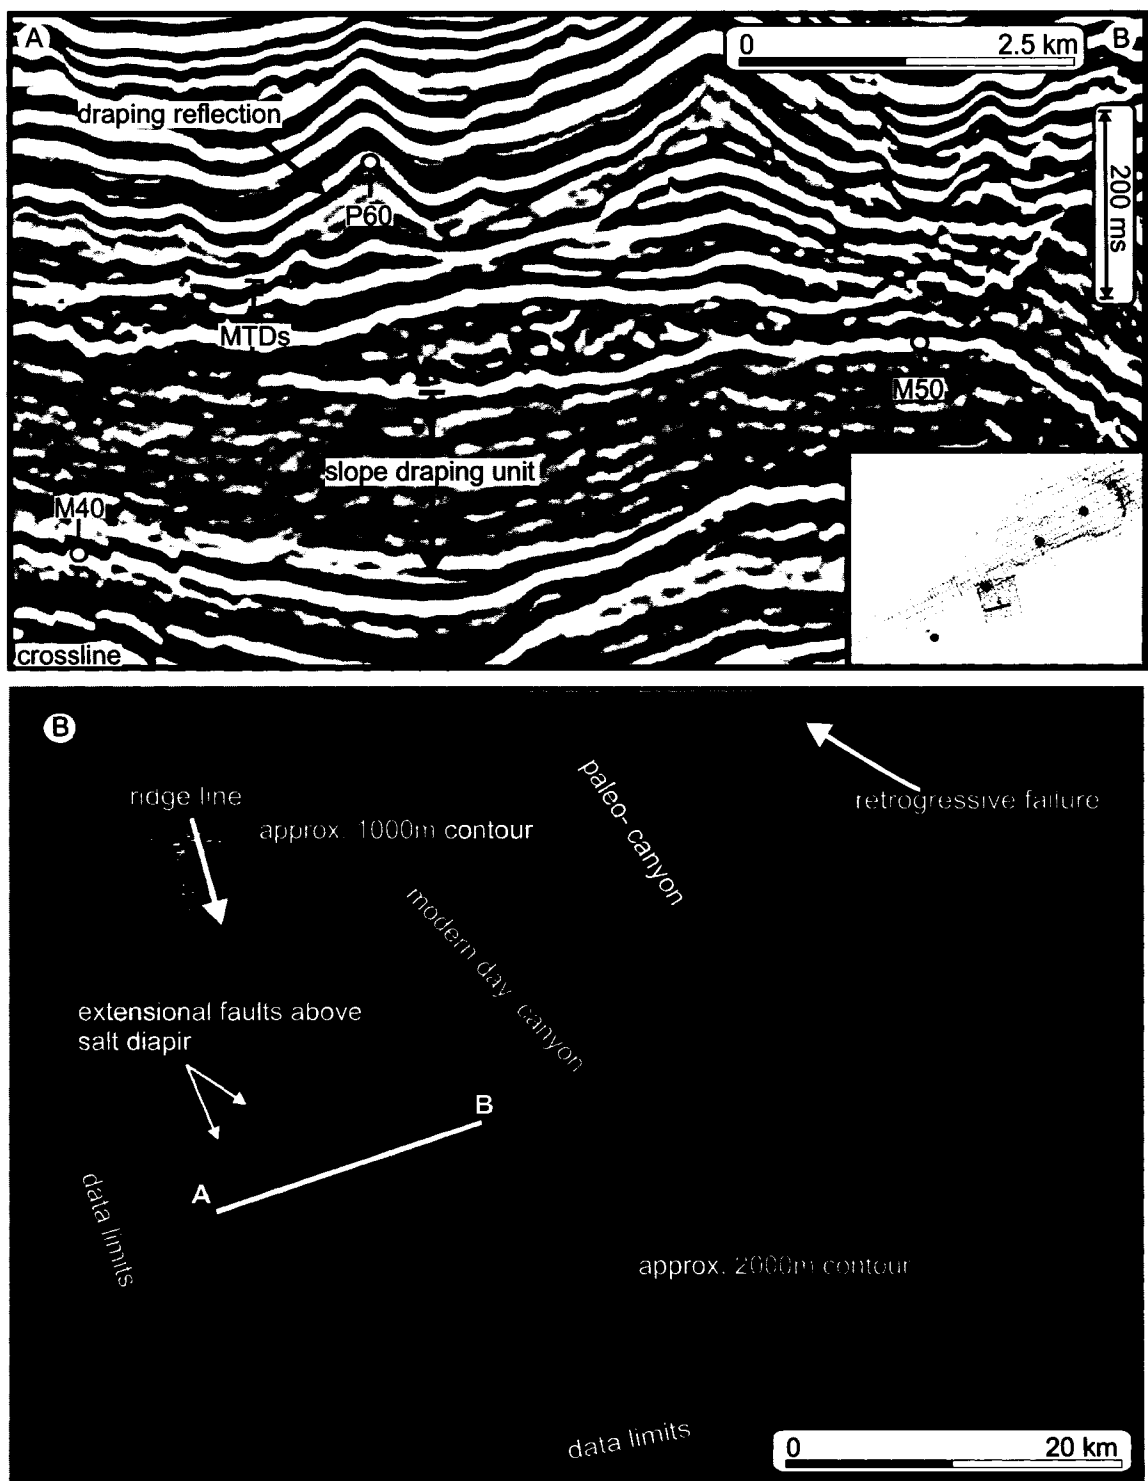 A
0 2.5 km
B
draping reflection
200 ms
P60
MTDs
M50
slope draping unit
M40
crossline
B
ridge line
approx. 1000m contour
paleo- canyon
retrogressive failure
modern day canyon
extensional faults above
salt diapir
B
A
data limits
approx. 2000m contour
data limits
0 20 km